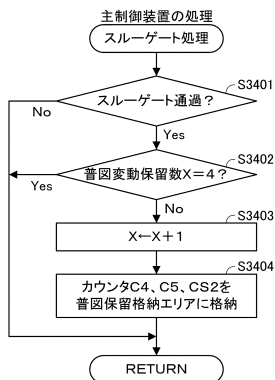 主制御装置の処理
スルーゲート処理
S3401
スルーゲート通過？
No
Yes
S3402
普図変動保留数X＝4？
Yes
No
S3403
X←X＋1
S3404
カウンタC4、C5、CS2を
普図保留格納エリアに格納
RETURN